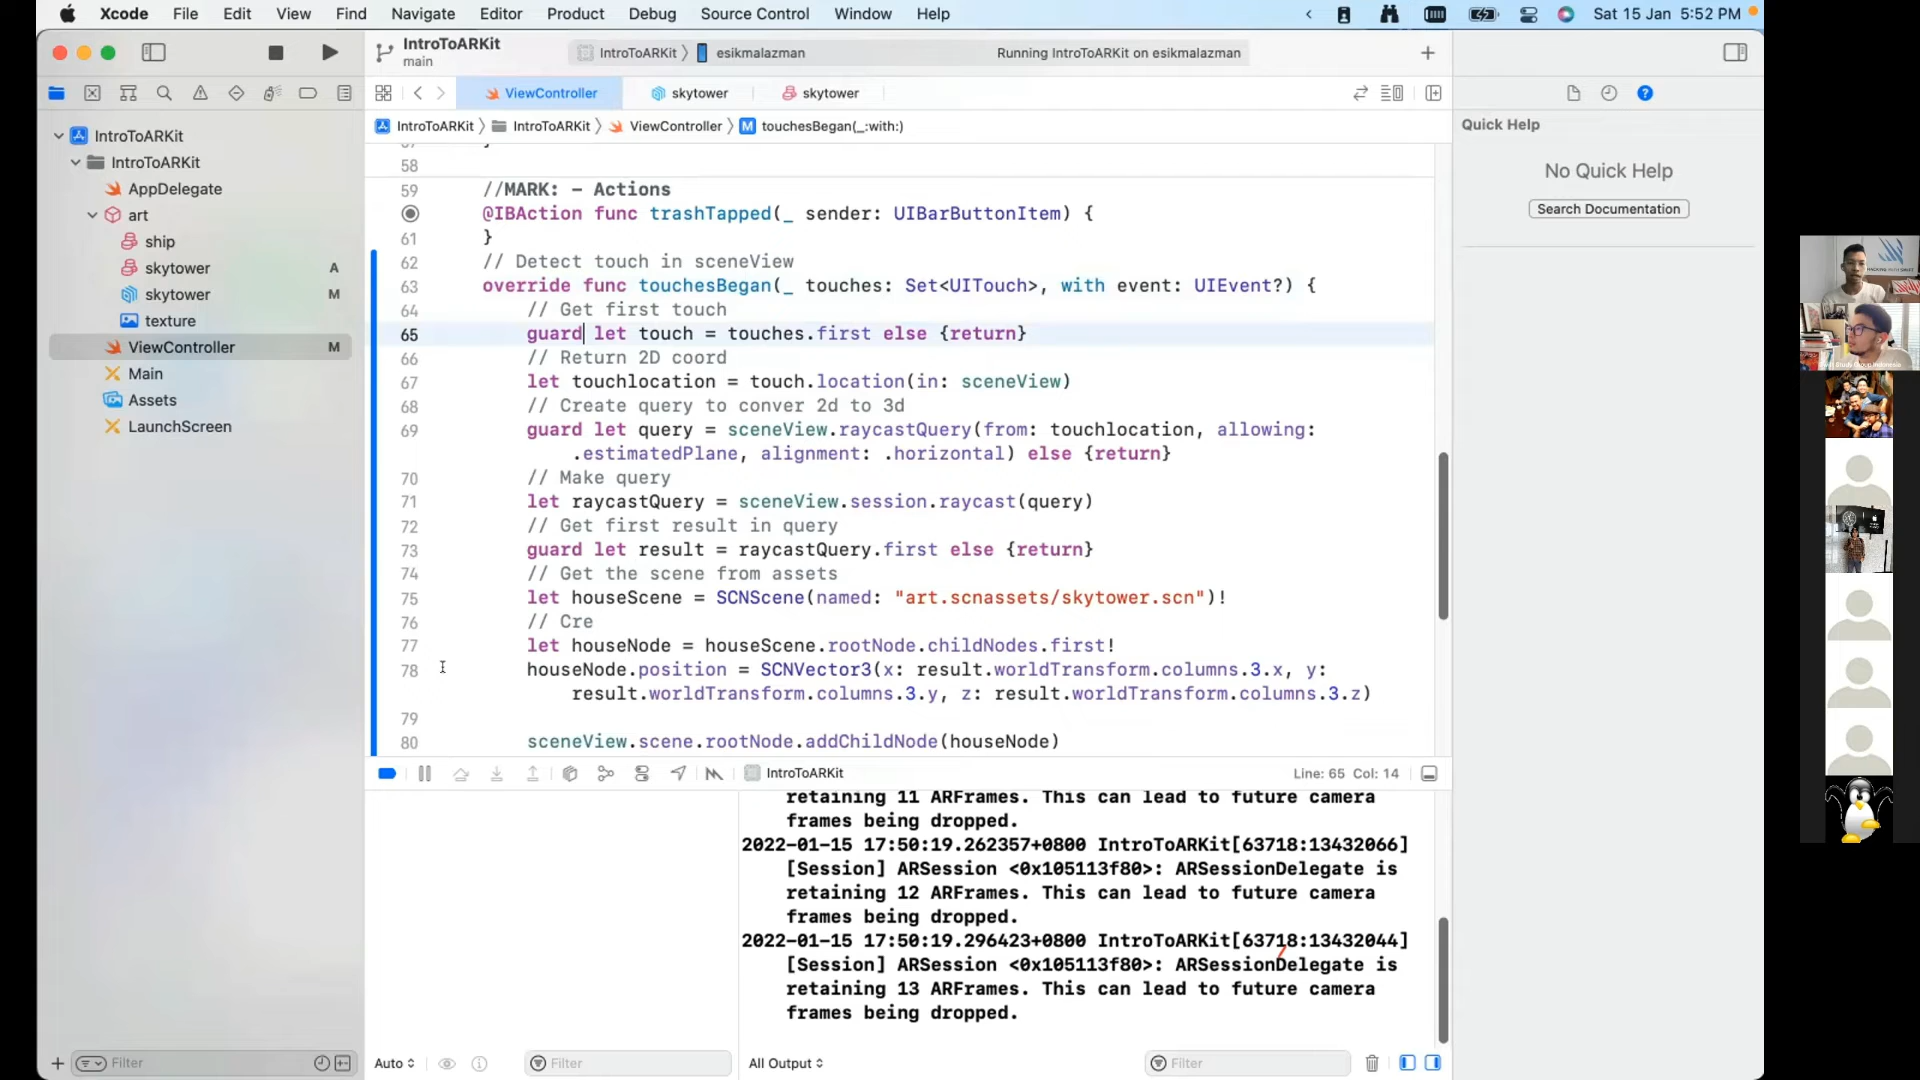 Xcode File Edit View Find Navigate Editor Product Debug Source Control Window Help Sat 15 Jan 5:52 PM
IntroToARKit
main
IntroToARKit esikmalazman Running IntroToARKit on esikmalazman
ViewController skytower skytower
IntroToARKit IntroToARKit ViewController M touchesBegan(_:with:)
Quick Help
No Quick Help
Search Documentation
IntroToARKit
IntroToARKit
AppDelegate
art
ship
skytower A
skytower M
texture
ViewController M
Main
Assets
LaunchScreen
58
59 //MARK: - Actions
@IBAction func trashTapped(_ sender: UIBarButtonItem) {
61 }
62 // Detect touch in sceneView
63 override func touchesBegan(_ touches: Set<UITouch>, with event: UIEvent?) {
64 // Get first touch
65 guard let touch = touches.first else {return}
66 // Return 2D coord
67 let touchlocation = touch.location(in: sceneView)
68 // Create query to conver 2d to 3d
69 guard let query = sceneView.raycastQuery(from: touchlocation, allowing:
.estimatedPlane, alignment: .horizontal) else {return}
70 // Make query
71 let raycastQuery = sceneView.session.raycast(query)
72 // Get first result in query
73 guard let result = raycastQuery.first else {return}
74 // Get the scene from assets
75 let houseScene = SCNScene(named: "art.scnassets/skytower.scn")!
76 // Cre
77 let houseNode = houseScene.rootNode.childNodes.first!
78 houseNode.position = SCNVector3(x: result.worldTransform.columns.3.x, y:
result.worldTransform.columns.3.y, z: result.worldTransform.columns.3.z)
79
80 sceneView.scene.rootNode.addChildNode(houseNode)
IntroToARKit Line: 65 Col: 14
retaining 11 ARFrames. This can lead to future camera
frames being dropped.
2022-01-15 17:50:19.262357+0800 IntroToARKit[63718:13432066]
[Session] ARSession <0x105113f80>: ARSessionDelegate is
retaining 12 ARFrames. This can lead to future camera
frames being dropped.
2022-01-15 17:50:19.296423+0800 IntroToARKit[63718:13432044]
[Session] ARSession <0x105113f80>: ARSessionDelegate is
retaining 13 ARFrames. This can lead to future camera
frames being dropped.
Filter
Auto Filter All Output Filter